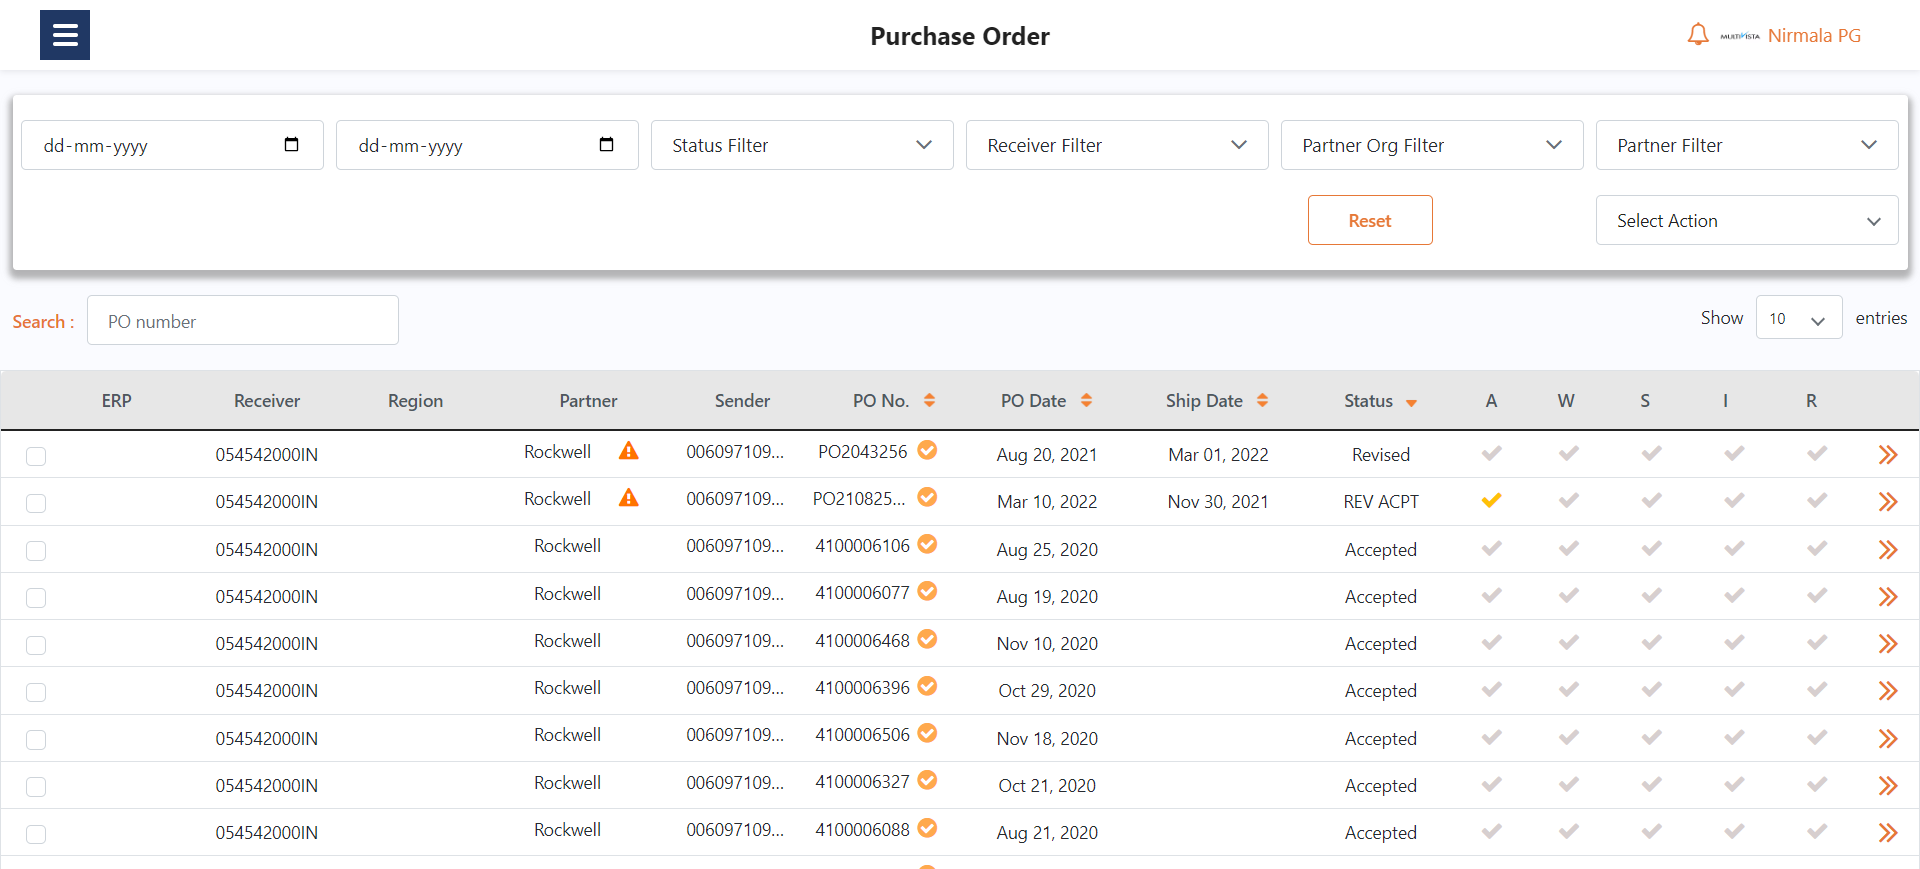 Purchase Order
MULTIVISTA Nirmala PG
dd-mm-yyyy dd-mm-yyyy Status Filter Receiver Filter Partner Org Filter Partner Filter
Reset Select Action
Search : PO number Show 10 entries
ERP Receiver Region Partner Sender PO No. PO Date Ship Date Status A W S I R
054542000IN Rockwell 006097109... PO2043256 Aug 20, 2021 Mar 01, 2022 Revised
054542000IN Rockwell 006097109... PO210825... Mar 10, 2022 Nov 30, 2021 REV ACPT
054542000IN Rockwell 006097109... 4100006106 Aug 25, 2020 Accepted
054542000IN Rockwell 006097109... 4100006077 Aug 19, 2020 Accepted
054542000IN Rockwell 006097109... 4100006468 Nov 10, 2020 Accepted
054542000IN Rockwell 006097109... 4100006396 Oct 29, 2020 Accepted
054542000IN Rockwell 006097109... 4100006506 Nov 18, 2020 Accepted
054542000IN Rockwell 006097109... 4100006327 Oct 21, 2020 Accepted
054542000IN Rockwell 006097109... 4100006088 Aug 21, 2020 Accepted